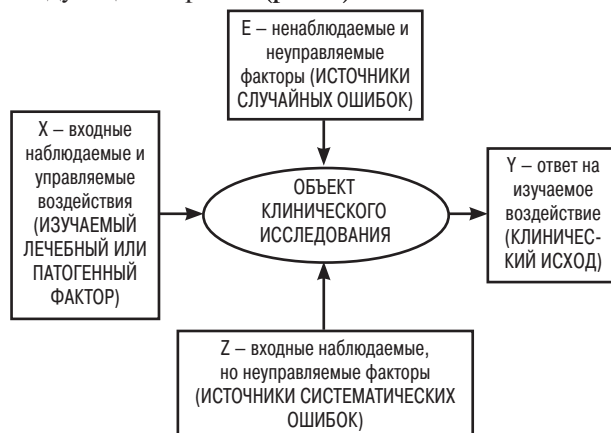 E – ненаблюдаемые и
неуправляемые
факторы (ИСТОЧНИКИ
СЛУЧАЙНЫХ ОШИБОК)
X – входные
наблюдаемые и
управляемые
воздействия
(ИЗУЧАЕМЫЙ
ЛЕЧЕБНЫЙ ИЛИ
ПАТОГЕННЫЙ
ФАКТОР)
ОБЪЕКТ
КЛИНИЧЕСКОГО
ИССЛЕДОВАНИЯ
Y – ответ на
изучаемое
воздействие
(КЛИНИЧЕС-
КИЙ ИСХОД)
Z – входные наблюдаемые,
но неуправляемые факторы
(ИСТОЧНИКИ СИСТЕМАТИЧЕСКИХ
ОШИБОК)